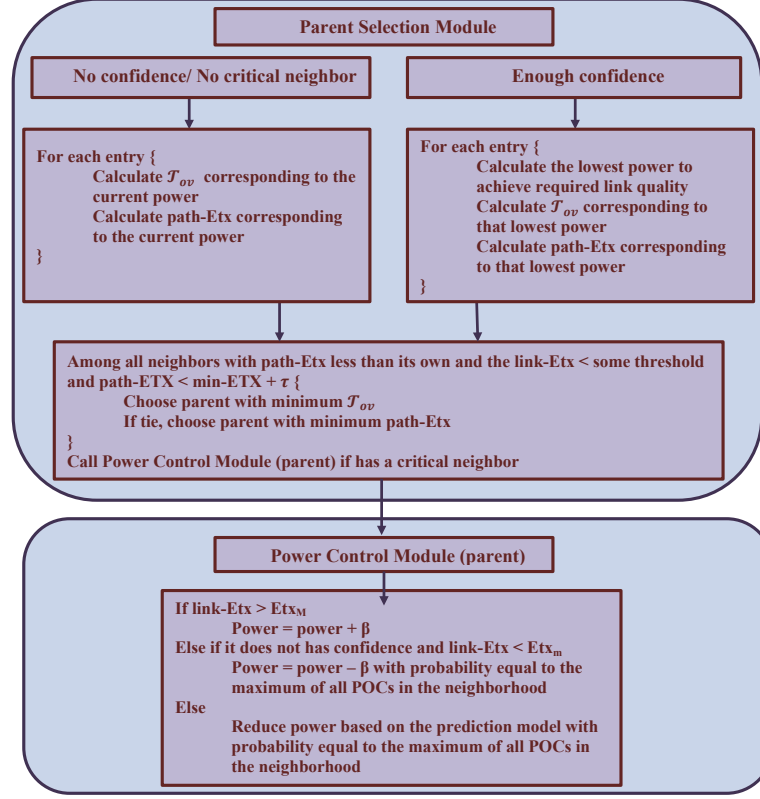 Parent Selection Module
No confidence/ No critical neighbor
Enough confidence
For each entry {
Calculate 𝒯ₒᵥ corresponding to the
current power
Calculate path-Etx corresponding
to the current power
}
For each entry {
Calculate the lowest power to
achieve required link quality
Calculate 𝒯ₒᵥ corresponding to
that lowest power
Calculate path-Etx corresponding
to that lowest power
}
Among all neighbors with path-Etx less than its own and the link-Etx < some threshold
and path-ETX < min-ETX + τ {
Choose parent with minimum 𝒯ₒᵥ
If tie, choose parent with minimum path-Etx
}
Call Power Control Module (parent) if has a critical neighbor
Power Control Module (parent)
If link-Etx > Etx_M
Power = power + β
Else if it does not has confidence and link-Etx < Etx_m
Power = power – β with probability equal to the
maximum of all POCs in the neighborhood
Else
Reduce power based on the prediction model with
probability equal to the maximum of all POCs in
the neighborhood